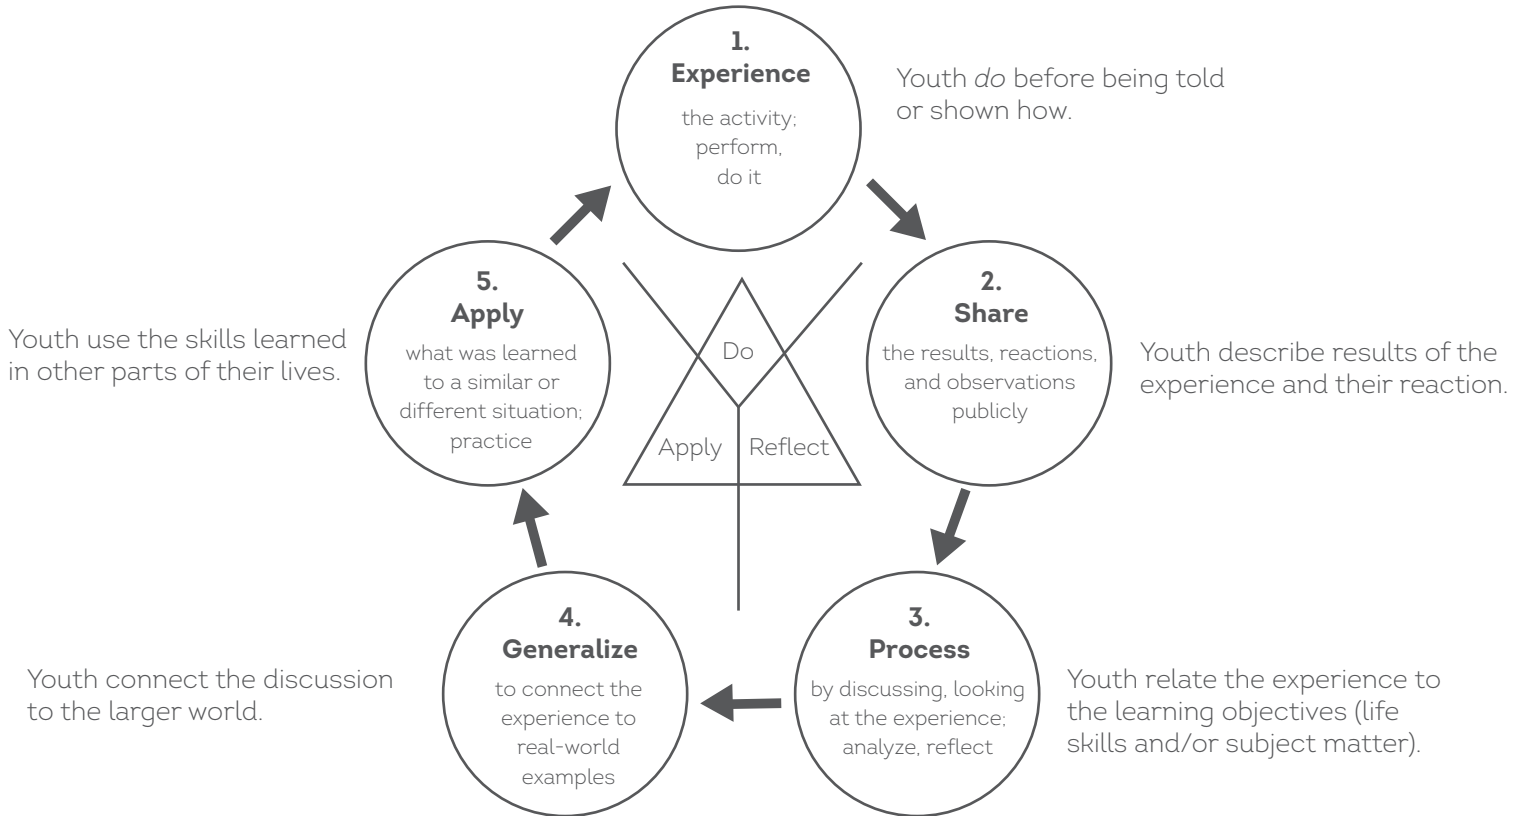 1.
Experience
the activity;
perform,
do it
Youth do before being told
or shown how.
2.
Share
the results, reactions,
and observations
publicly
Youth describe results of the
experience and their reaction.
3.
Process
by discussing, looking
at the experience;
analyze, reflect
Youth relate the experience to
the learning objectives (life
skills and/or subject matter).
4.
Generalize
to connect the
experience to
real-world
examples
Youth connect the discussion
to the larger world.
5.
Apply
what was learned
to a similar or
different situation;
practice
Youth use the skills learned
in other parts of their lives.
Do
Apply
Reflect